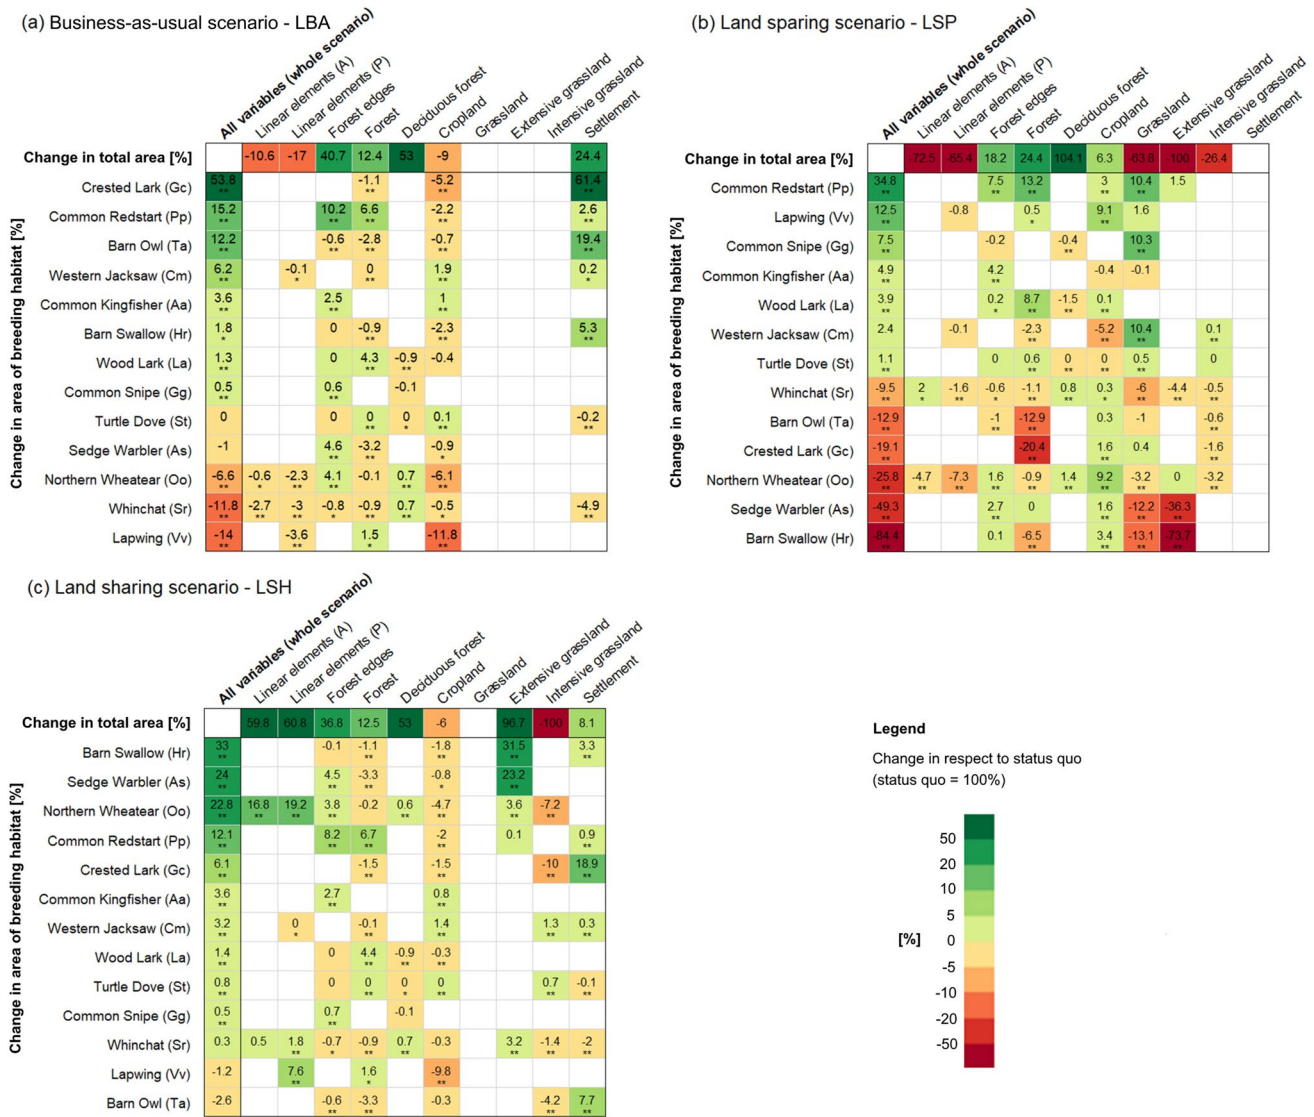 (a) Business-as-usual scenario - LBA
All variables (whole scenario)
Linear elements (A)
Linear elements (P)
Forest edges
Forest
Deciduous forest
Cropland
Grassland
Extensive grassland
Intensive grassland
Settlement
Change in total area [%] -10.6 -17 40.7 12.4 53 -9 24.4
Change in area of breeding habitat [%]
Crested Lark (Gc) 53.8 -1.1 -5.2 61.4
** ** ** **
Common Redstart (Pp) 15.2 10.2 6.6 -2.2 2.6
** ** ** ** **
Barn Owl (Ta) 12.2 -0.6 -2.8 -0.7 19.4
** ** ** ** **
Western Jacksaw (Cm) 6.2 -0.1 0 1.9 0.2
** * ** ** *
Common Kingfisher (Aa) 3.6 2.5 1
** ** **
Barn Swallow (Hr) 1.8 0 -0.9 -2.3 5.3
* ** ** **
Wood Lark (La) 1.3 0 4.3 -0.9 -0.4
** ** **
Common Snipe (Gg) 0.5 0.6 -0.1
** **
Turtle Dove (St) 0 0 0 0.1 -0.2
** * ** **
Sedge Warbler (As) -1 4.6 -3.2 -0.9
** ** *
Northern Wheatear (Oo) -6.6 -0.6 -2.3 4.1 -0.1 0.7 -6.1
** * ** ** ** **
Whinchat (Sr) -11.8 -2.7 -3 -0.8 -0.9 0.7 -0.5 -4.9
** ** ** * ** ** * **
Lapwing (Vv) -14 -3.6 1.5 -11.8
** ** * **
(b) Land sparing scenario - LSP
All variables (whole scenario)
Linear elements (A)
Linear elements (P)
Forest edges
Forest
Deciduous forest
Cropland
Grassland
Extensive grassland
Intensive grassland
Settlement
Change in total area [%] -72.5 -65.4 18.2 24.4 104.1 6.3 -63.8 -100 -26.4
Change in area of breeding habitat [%]
Common Redstart (Pp) 34.8 7.5 13.2 3 10.4 1.5
** ** ** ** **
Lapwing (Vv) 12.5 -0.8 0.5 9.1 1.6
** * **
Common Snipe (Gg) 7.5 -0.2 -0.4 10.3
** ** **
Common Kingfisher (Aa) 4.9 4.2 -0.4 -0.1
** **
Wood Lark (La) 3.9 0.2 8.7 -1.5 0.1
** * ** ** **
Western Jacksaw (Cm) 2.4 -0.1 -2.3 -5.2 10.4 0.1
** ** ** **
Turtle Dove (St) 1.1 0 0.6 0 0 0.5 0
** ** ** ** **
Whinchat (Sr) -9.5 2 -1.6 -0.6 -1.1 0.8 0.3 -6 -4.4 -0.5
** * ** * ** ** * ** ** **
Barn Owl (Ta) -12.9 -1 -12.9 0.3 -1 -0.6
** ** ** **
Crested Lark (Gc) -19.1 -20.4 1.6 0.4 -1.6
** ** ** **
Northern Wheatear (Oo) -25.8 -4.7 -7.3 1.6 -0.9 1.4 9.2 -3.2 0 -3.2
** ** ** ** ** ** ** ** **
Sedge Warbler (As) -49.3 2.7 0 1.6 -12.2 -36.3
** ** ** ** **
Barn Swallow (Hr) -84.4 0.1 -6.5 3.4 -13.1 -73.7
** ** ** ** **
(c) Land sharing scenario - LSH
All variables (whole scenario)
Linear elements (A)
Linear elements (P)
Forest edges
Forest
Deciduous forest
Cropland
Grassland
Extensive grassland
Intensive grassland
Settlement
Change in total area [%] 59.8 60.8 36.8 12.5 53 -6 96.7 -100 8.1
Change in area of breeding habitat [%]
Barn Swallow (Hr) 33 -0.1 -1.1 -1.8 31.5 3.3
** ** ** ** **
Sedge Warbler (As) 24 4.5 -3.3 -0.8 23.2
** ** ** * **
Northern Wheatear (Oo) 22.8 16.8 19.2 3.8 -0.2 0.6 -4.7 3.6 -7.2
** ** ** ** ** ** ** **
Common Redstart (Pp) 12.1 8.2 6.7 -2 0.1 0.9
** ** ** ** **
Crested Lark (Gc) 6.1 -1.5 -1.5 -10 18.9
** ** ** ** **
Common Kingfisher (Aa) 3.6 2.7 0.8
** ** **
Western Jacksaw (Cm) 3.2 0 -0.1 1.4 1.3 0.3
** * ** ** ** **
Wood Lark (La) 1.4 0 4.4 -0.9 -0.3
** ** ** **
Turtle Dove (St) 0.8 0 0 0 0 0.7 -0.1
** ** * ** ** **
Common Snipe (Gg) 0.5 0.7 -0.1
** **
Whinchat (Sr) 0.3 0.5 1.8 -0.7 -0.9 0.7 -0.3 3.2 -1.4 -2
** * ** ** ** ** **
Lapwing (Vv) -1.2 7.6 1.6 -9.8
** * **
Barn Owl (Ta) -2.6 -0.6 -3.3 -0.3 -4.2 7.7
** ** ** **
Legend
Change in respect to status quo
(status quo = 100%)
[%]
50
20
10
5
0
-5
-10
-20
-50